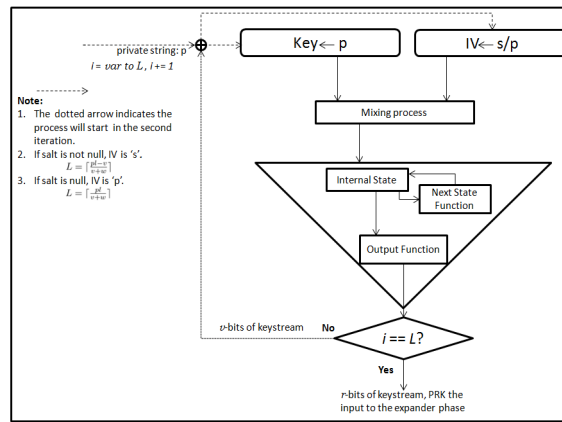 private string: p
i = var to L , i += 1
Key← p
IV← s/p
Mixing process
Note:
1. The dotted arrow indicates the
process will start in the second
iteration.
2. If salt is not null, IV is ‘s’.
L = ⌈(pl−v)/(v+w)⌉
3. If salt is null, IV is ‘p’.
L = ⌈pl/(v+w)⌉
Internal State
Next State
Function
Output Function
v-bits of keystream
No
i == L?
Yes
r-bits of keystream, PRK the
input to the expander phase